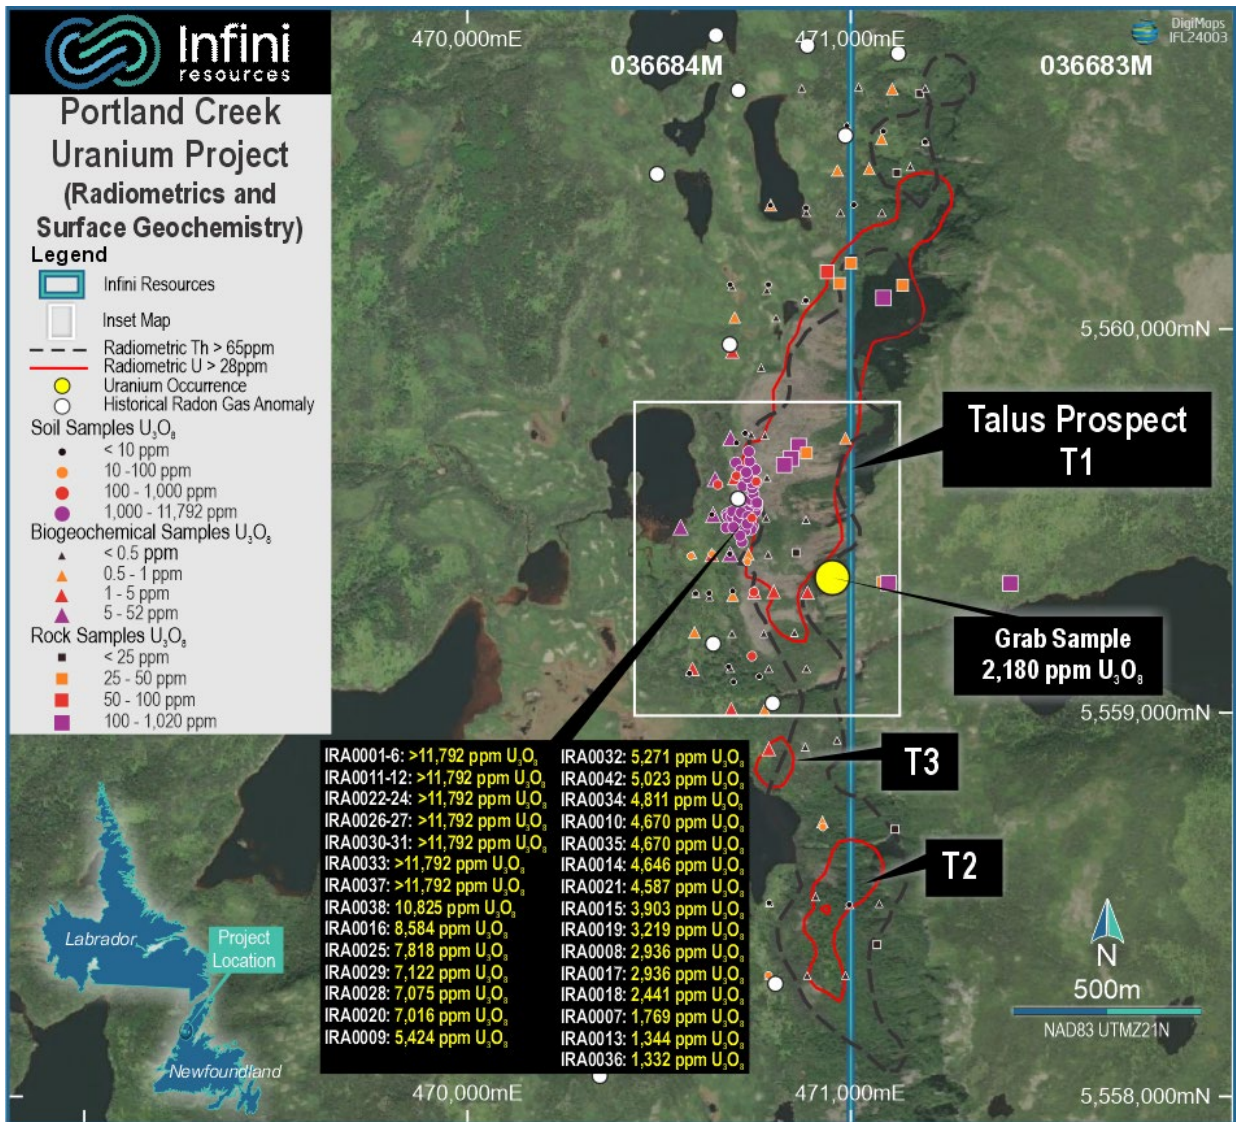 Infini
resources
Portland Creek
Uranium Project
(Radiometrics and
Surface Geochemistry)
Legend
Infini Resources
Inset Map
Radiometric Th > 65ppm
Radiometric U > 28ppm
Uranium Occurrence
Historical Radon Gas Anomaly
Soil Samples U₃O₈
< 10 ppm
10 -100 ppm
100 - 1,000 ppm
1,000 - 11,792 ppm
Biogeochemical Samples U₃O₈
< 0.5 ppm
0.5 - 1 ppm
1 - 5 ppm
5 - 52 ppm
Rock Samples U₃O₈
< 25 ppm
25 - 50 ppm
50 - 100 ppm
100 - 1,020 ppm
470,000mE
471,000mE
DigiMaps
IFL24003
036684M
036683M
5,560,000mN
Talus Prospect
T1
Grab Sample
2,180 ppm U₃O₈
5,559,000mN
T3
T2
IRA0001-6: >11,792 ppm U₃O₈
IRA0011-12: >11,792 ppm U₃O₈
IRA0022-24: >11,792 ppm U₃O₈
IRA0026-27: >11,792 ppm U₃O₈
IRA0030-31: >11,792 ppm U₃O₈
IRA0033: >11,792 ppm U₃O₈
IRA0037: >11,792 ppm U₃O₈
IRA0038: 10,825 ppm U₃O₈
IRA0016: 8,584 ppm U₃O₈
IRA0025: 7,818 ppm U₃O₈
IRA0029: 7,122 ppm U₃O₈
IRA0028: 7,075 ppm U₃O₈
IRA0020: 7,016 ppm U₃O₈
IRA0009: 5,424 ppm U₃O₈
IRA0032: 5,271 ppm U₃O₈
IRA0042: 5,023 ppm U₃O₈
IRA0034: 4,811 ppm U₃O₈
IRA0010: 4,670 ppm U₃O₈
IRA0035: 4,670 ppm U₃O₈
IRA0014: 4,646 ppm U₃O₈
IRA0021: 4,587 ppm U₃O₈
IRA0015: 3,903 ppm U₃O₈
IRA0019: 3,219 ppm U₃O₈
IRA0008: 2,936 ppm U₃O₈
IRA0017: 2,936 ppm U₃O₈
IRA0018: 2,441 ppm U₃O₈
IRA0007: 1,769 ppm U₃O₈
IRA0013: 1,344 ppm U₃O₈
IRA0036: 1,332 ppm U₃O₈
Labrador
Project
Location
Newfoundland
N
500m
NAD83 UTMZ21N
470,000mE
471,000mE
5,558,000mN